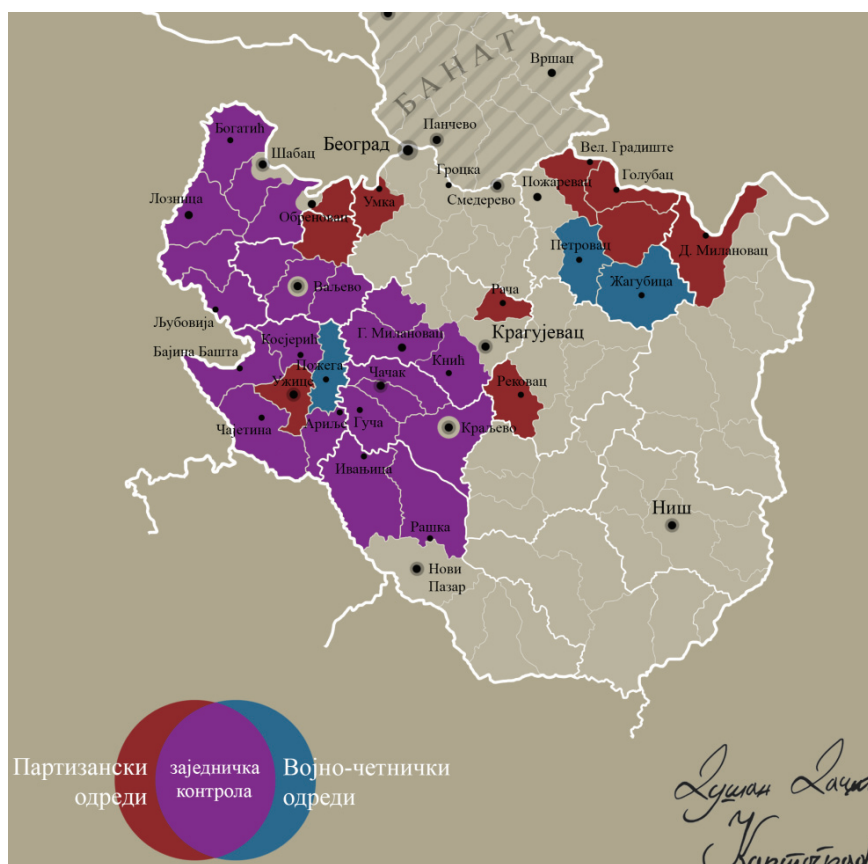 БАНАТ
Вршац
Панчево
Београд
Богатић
Шабац
Гроцка
Вел. Градиште
Голубац
Пожаревац
Смедерево
Лозница
Обреновац
Умка
Петровац
Д. Милановац
Жагубица
Ваљево
Рача
Љубовија
Г. Милановац
Крагујевац
Косјерић
Бајина Башта
Пожега
Кнић
Ужице
Чачак
Рековац
Чајетина
Ариље
Гуча
Краљево
Ивањица
Ниш
Рашка
Нови
Пазар
Партизански
одреди
заједничка
контрола
Војно-четнички
одреди
Душан